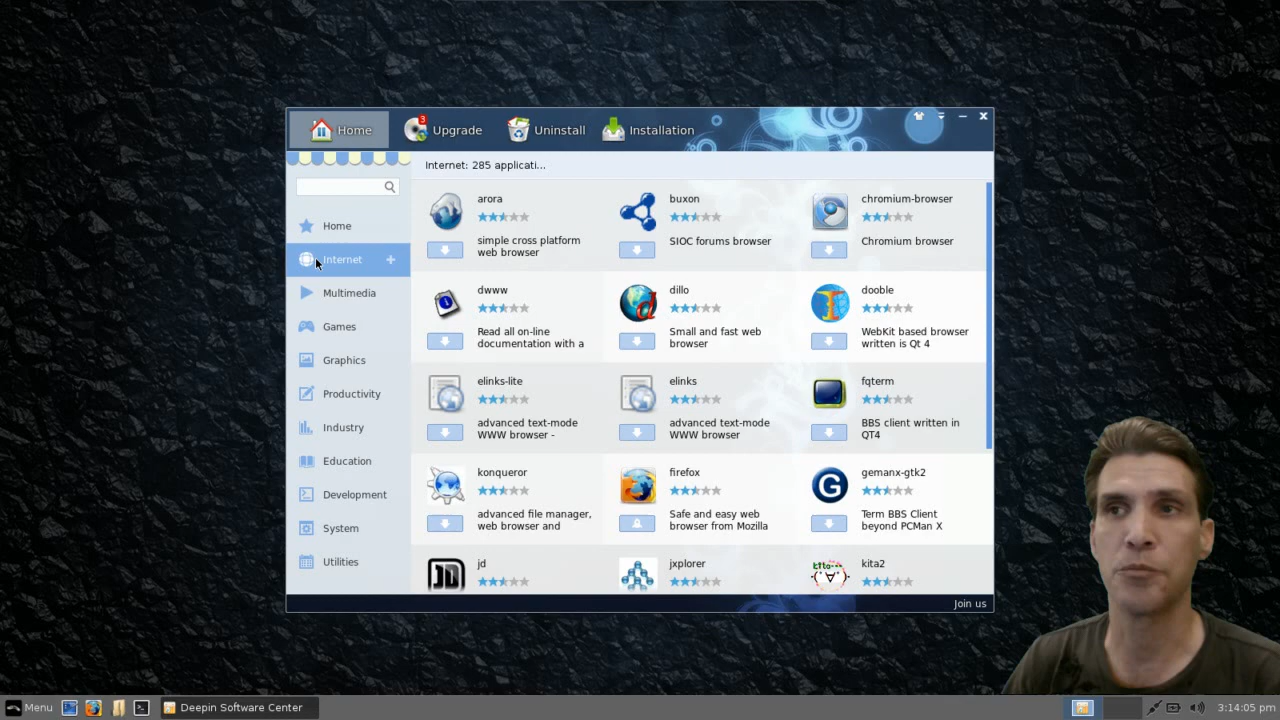 Home
3
Upgrade
Uninstall
Installation
Internet: 285 applicati...
Home
Internet
Multimedia
Games
Graphics
Productivity
Industry
Education
Development
System
Utilities
arora
simple cross platform
web browser
buxon
SIOC forums browser
chromium-browser
Chromium browser
dwww
Read all on-line
documentation with a
dillo
Small and fast web
browser
dooble
WebKit based browser
written is Qt 4
elinks-lite
advanced text-mode
WWW browser -
elinks
advanced text-mode
WWW browser
fqterm
BBS client written in
QT4
konqueror
advanced file manager,
web browser and
firefox
Safe and easy web
browser from Mozilla
G
gemanx-gtk2
Term BBS Client
beyond PCMan X
JD
jd
jxplorer
kita2
Join us
Menu
Deepin Software Center
3:14:05 pm